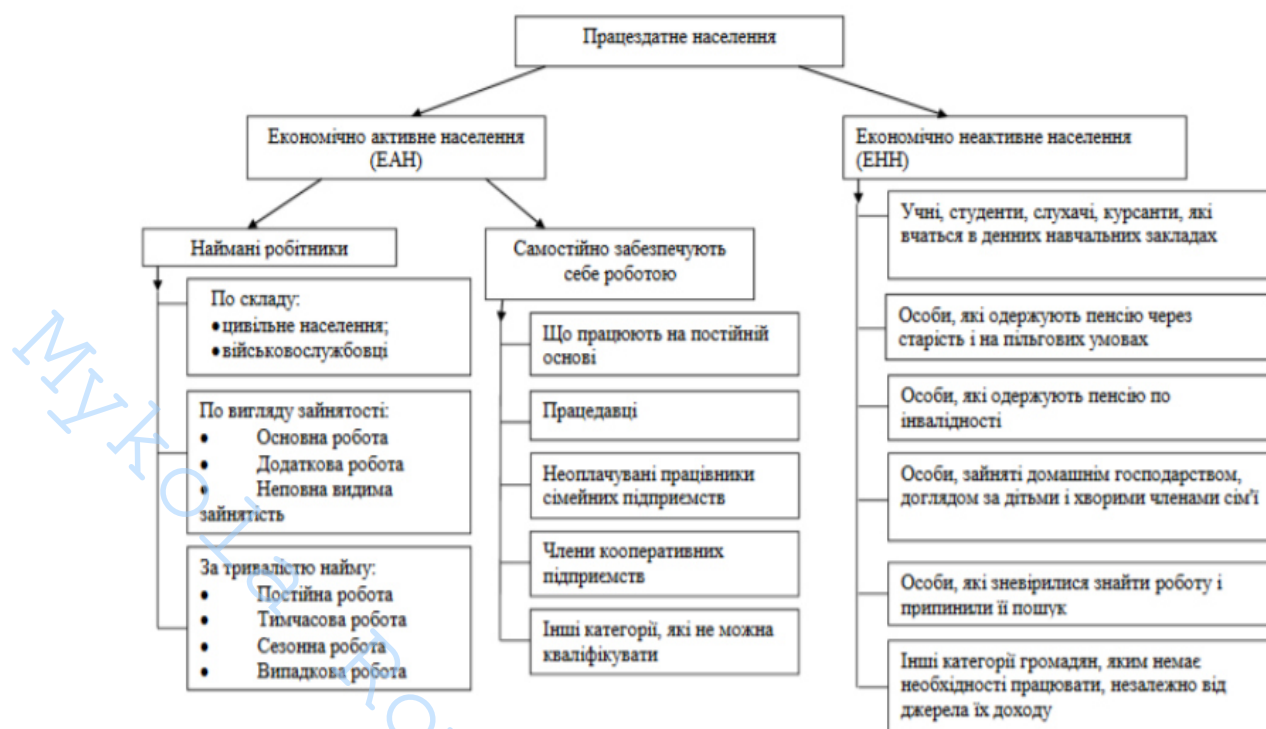 Працездатне населення
Економічно активне населення
(ЕАН)
Економічно неактивне населення
(ЕНН)
Наймані робітники
По складу:
•цивільне населення;
•військовослужбовці
По вигляду зайнятості:
• Основна робота
• Додаткова робота
• Неповна видима
зайнятість
За тривалістю найму:
• Постійна робота
• Тимчасова робота
• Сезонна робота
• Випадкова робота
Самостійно забезпечують
себе роботою
Що працюють на постійній
основі
Працедавці
Неоплачувані працівники
сімейних підприємств
Члени кооперативних
підприємств
Інші категорії, які не можна
кваліфікувати
Учні, студенти, слухачі, курсанти, які
вчаться в денних навчальних закладах
Особи, які одержують пенсію через
старість і на пільгових умовах
Особи, які одержують пенсію по
інвалідності
Особи, зайняті домашнім господарством,
доглядом за дітьми і хворими членами сім'ї
Особи, які зневірилися знайти роботу і
припинили її пошук
Інші категорії громадян, яким немає
необхідності працювати, незалежно від
джерела їх доходу
Mykola